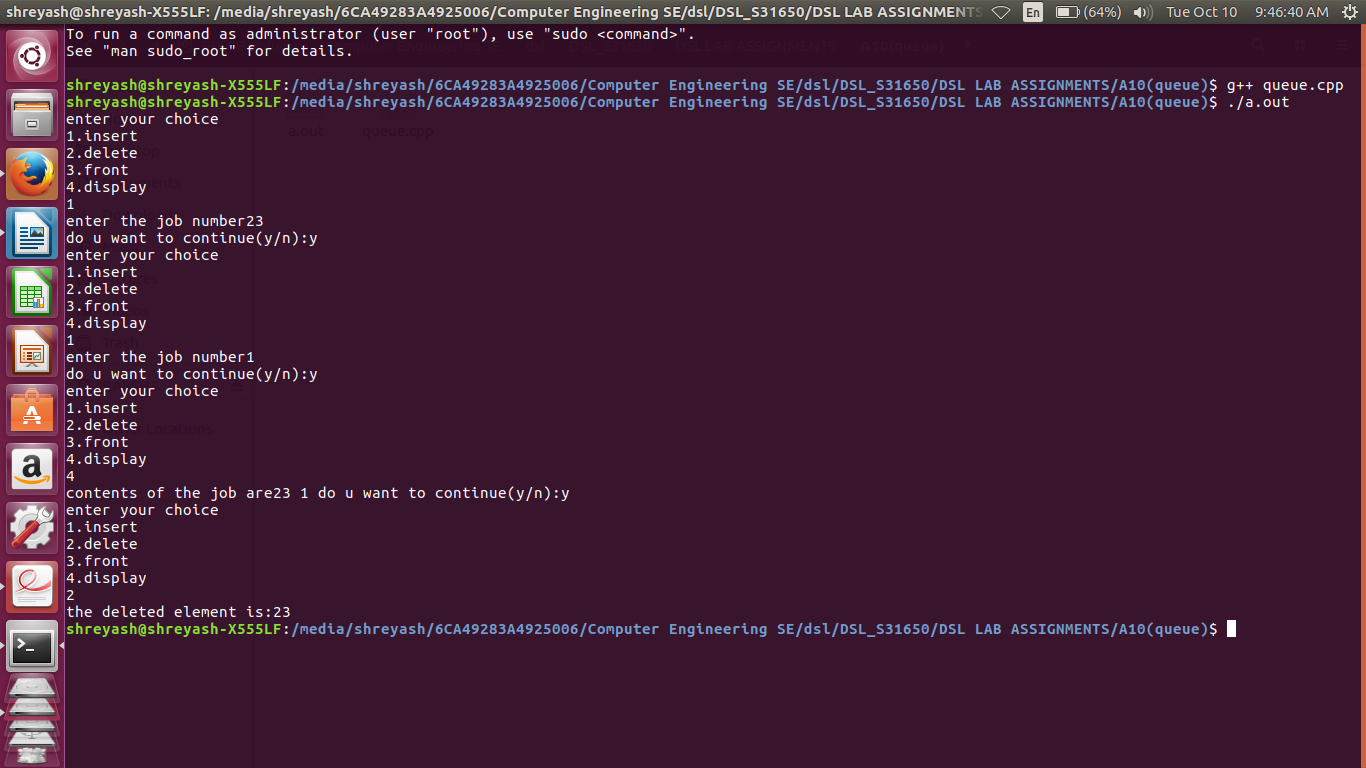 shreyash@shreyash-X555LF: /media/shreyash/6CA49283A4925006/Computer Engineering SE/dsl/DSL_S31650/DSL LAB ASSIGNMENTS
En
(64%)
Tue Oct 10
9:46:40 AM
To run a command as administrator (user "root"), use "sudo <command>".
See "man sudo_root" for details.
shreyash@shreyash-X555LF:/media/shreyash/6CA49283A4925006/Computer Engineering SE/dsl/DSL_S31650/DSL LAB ASSIGNMENTS/A10(queue)$ g++ queue.cpp
shreyash@shreyash-X555LF:/media/shreyash/6CA49283A4925006/Computer Engineering SE/dsl/DSL_S31650/DSL LAB ASSIGNMENTS/A10(queue)$ ./a.out
enter your choice
1.insert
2.delete
3.front
4.display
1
enter the job number23
do u want to continue(y/n):y
enter your choice
1.insert
2.delete
3.front
4.display
1
enter the job number1
do u want to continue(y/n):y
enter your choice
1.insert
2.delete
3.front
4.display
4
contents of the job are23 1 do u want to continue(y/n):y
enter your choice
1.insert
2.delete
3.front
4.display
2
the deleted element is:23
shreyash@shreyash-X555LF:/media/shreyash/6CA49283A4925006/Computer Engineering SE/dsl/DSL_S31650/DSL LAB ASSIGNMENTS/A10(queue)$